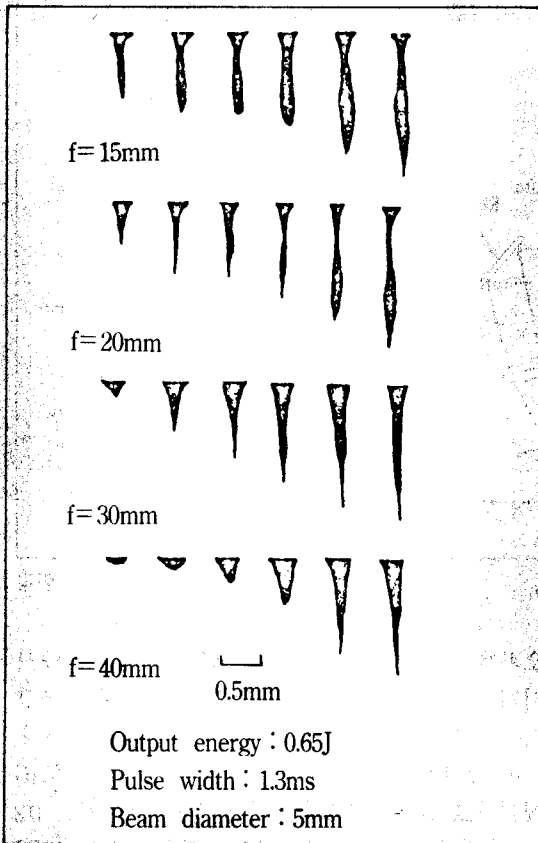 f=15mm
f=20mm
f=30mm
f=40mm
0.5mm
Output energy : 0.65J
Pulse width : 1.3ms
Beam diameter : 5mm